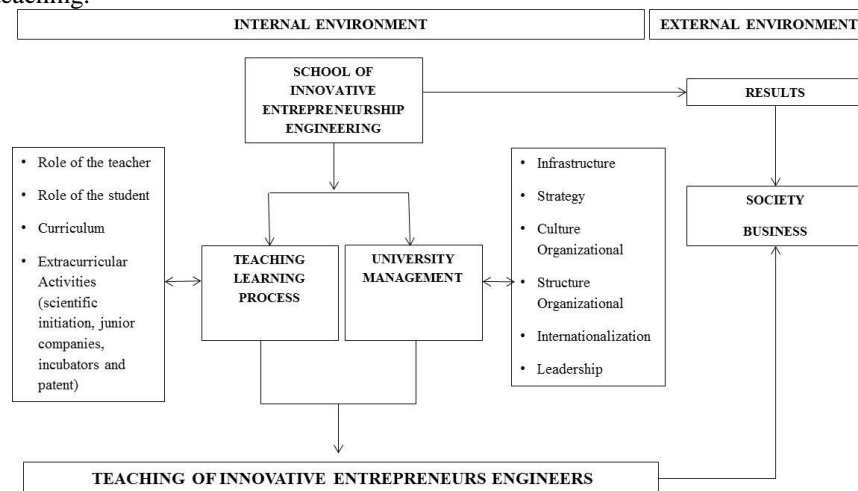 INTERNAL ENVIRONMENT
EXTERNAL ENVIRONMENT
SCHOOL OF
INNOVATIVE
ENTREPRENEURSHIP
ENGINEERING
RESULTS
• Role of the teacher
• Role of the student
• Curriculum
• Extracurricular
Activities
(scientific
initiation, junior
companies,
incubators and
patent)
TEACHING
LEARNING
PROCESS
UNIVERSITY
MANAGEMENT
• Infrastructure
• Strategy
• Culture
Organizational
• Structure
Organizational
• Internationalization
• Leadership
SOCIETY
BUSINESS
TEACHING OF INNOVATIVE ENTREPRENEURS ENGINEERS